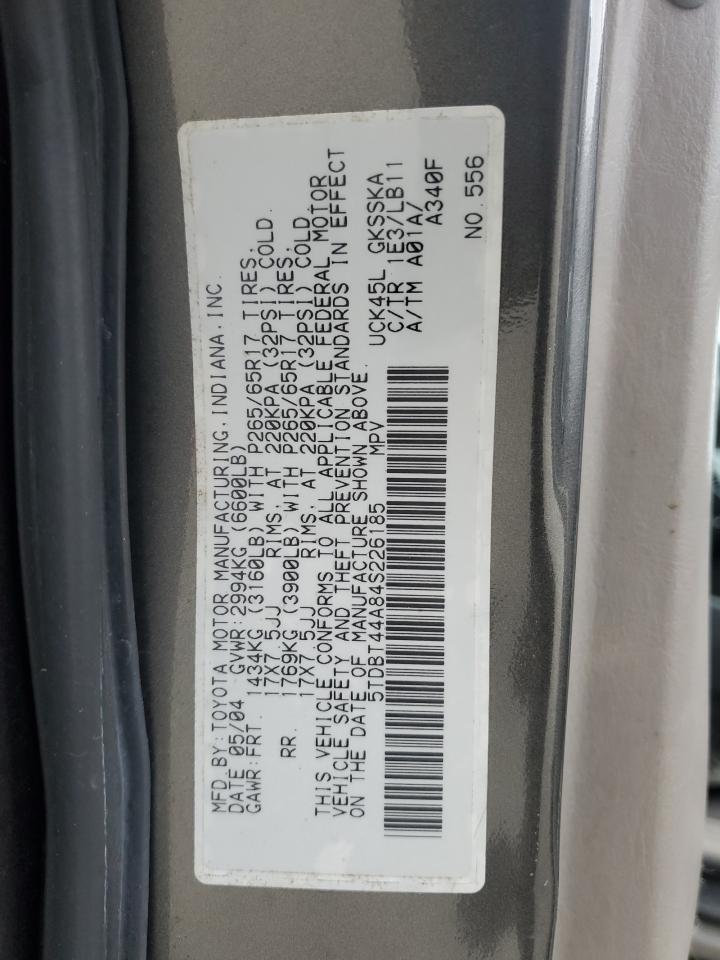 MFD.BY:TOYOTA MOTOR MANUFACTURING,INDIANA,INC.
DATE 05/04 GVWR:2994KG (6600LB)
GAWR:FRT. 1434KG (3160LB) WITH P265/65R17 TIRES,
17X7.5JJ RIMS, AT 220KPA (32PSI) COLD.
RR. 1769KG (3900LB) WITH P265/65R17 TIRES,
17X7.5JJ RIMS, AT 220KPA (32PSI) COLD.
THIS VEHICLE CONFORMS TO ALL APPLICABLE FEDERAL MOTOR
VEHICLE SAFETY AND THEFT PREVENTION STANDARDS IN EFFECT
ON THE DATE OF MANUFACTURE SHOWN ABOVE.
5TDBT44A84S226185 MPV
UCK45L GKSSKA
C/TR 1E3/LB11
A/TM A01A/
A340F
NO.556